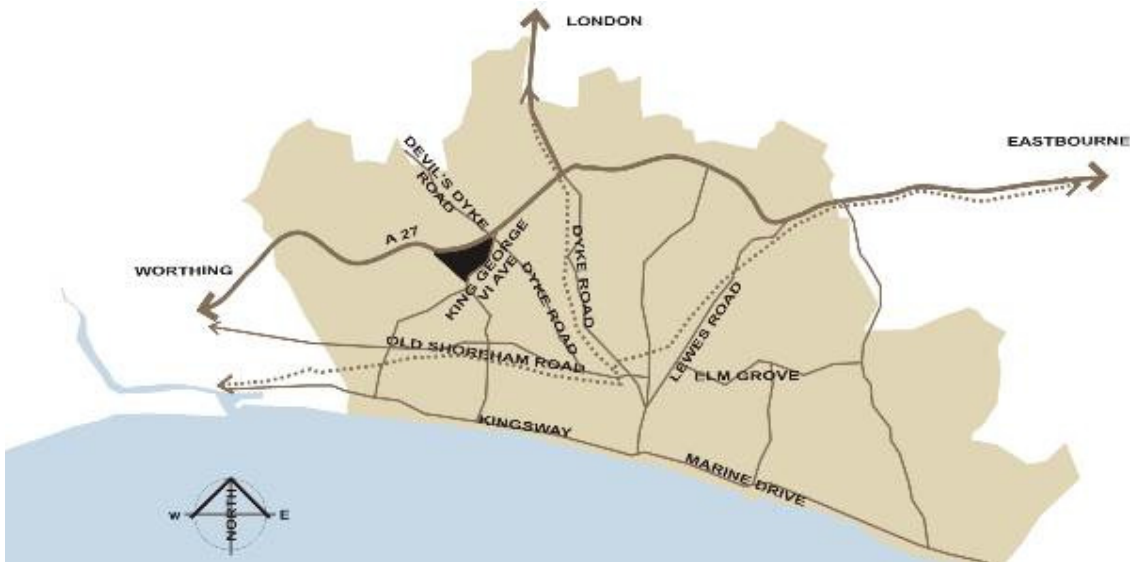 LONDON
EASTBOURNE
DEVIL'S DYKE
ROAD
A 27
WORTHING
KING GEORGE
VI AVE
DYKE ROAD
DYKE ROAD
OLD SHOREHAM ROAD
LEWES ROAD
ELM GROVE
KINGSWAY
MARINE DRIVE
W
NORTH
E